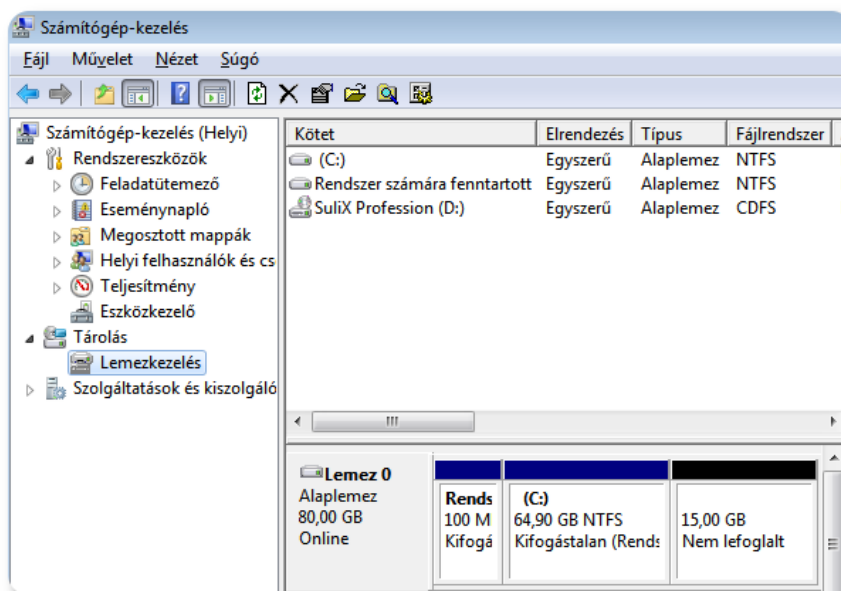 Számítógép-kezelés
Fájl Művelet Nézet Súgó
Számítógép-kezelés (Helyi)
Rendszereszközök
Feladatütemező
Eseménynapló
Megosztott mappák
Helyi felhasználók és cs
Teljesítmény
Eszközkezelő
Tárolás
Lemezkezelés
Szolgáltatások és kiszolgáló
Kötet Elrendezés Típus Fájlrendszer
(C:) Egyszerű Alaplemez NTFS
Rendszer számára fenntartott Egyszerű Alaplemez NTFS
SuliX Profession (D:) Egyszerű Alaplemez CDFS
Lemez 0
Alaplemez
80,00 GB
Online
Rends
100 M
Kifogá
(C:)
64,90 GB NTFS
Kifogástalan (Rends
15,00 GB
Nem lefoglalt